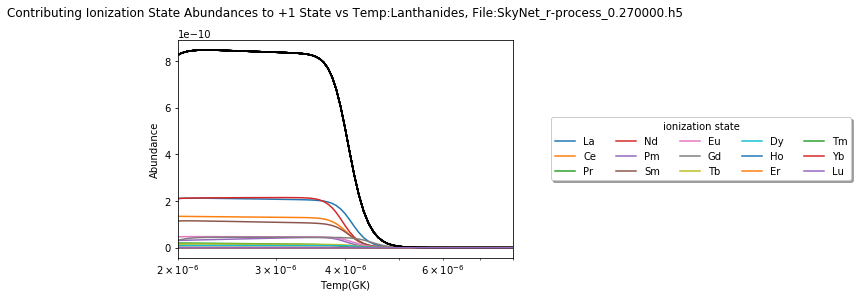 Contributing Ionization State Abundances to +1 State vs Temp:Lanthanides, File:SkyNet_r-process_0.270000.h5
1e−10
8
6
4
2
0
Abundance
2 × 10⁻⁶ 3 × 10⁻⁶ 4 × 10⁻⁶ 6 × 10⁻⁶
Temp(GK)
ionization state
La Nd Eu Dy Tm
Ce Pm Gd Ho Yb
Pr Sm Tb Er Lu